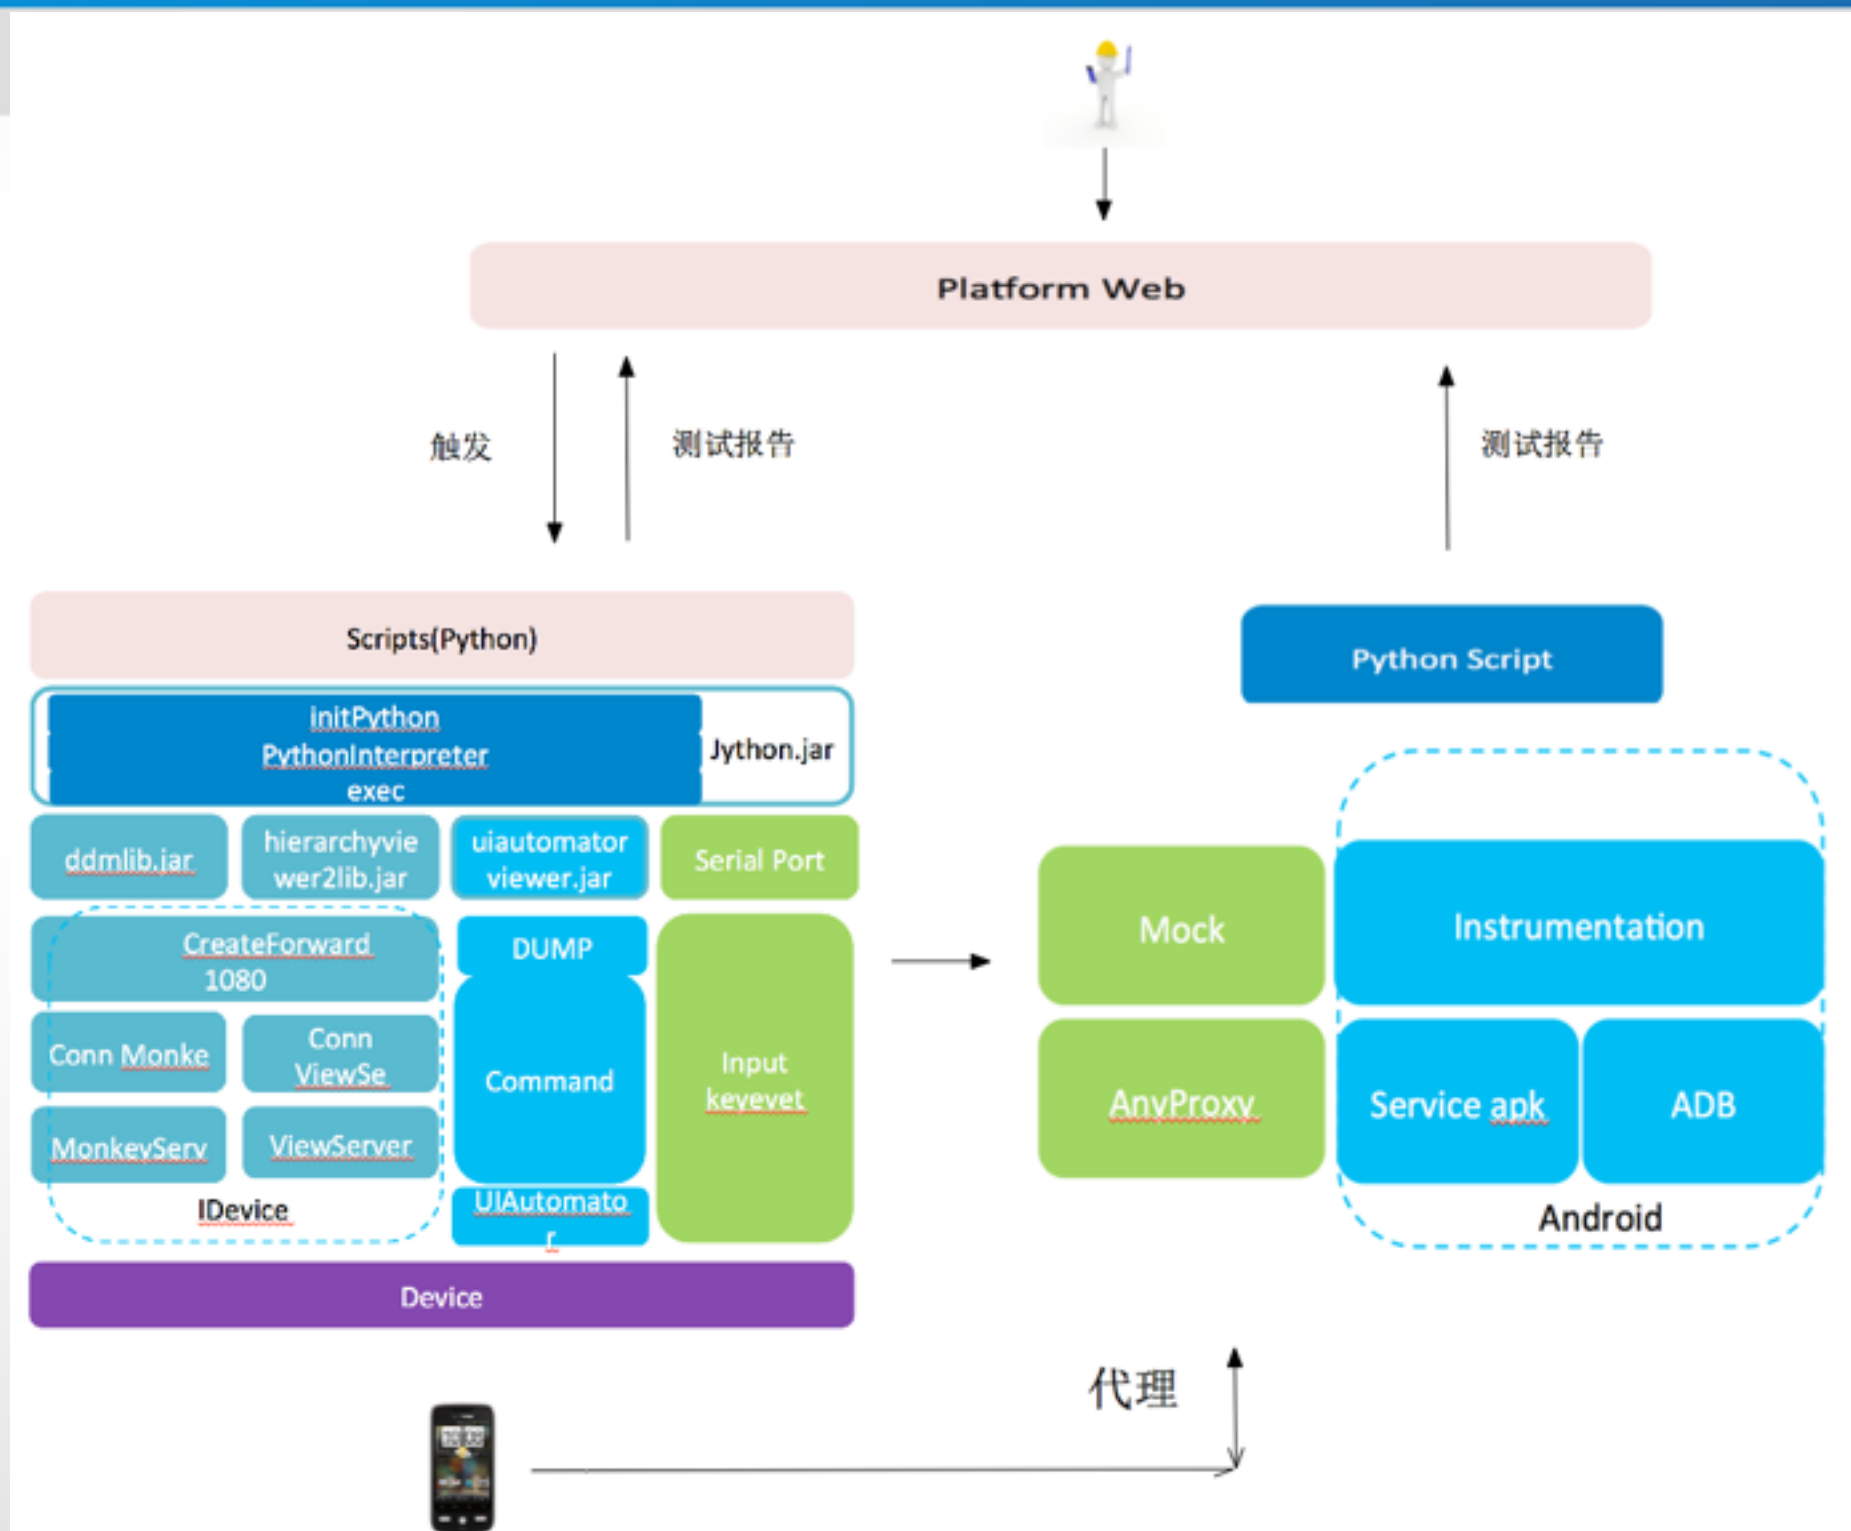 Platform Web
触发
测试报告
测试报告
Scripts(Python)
initPython
PythonInterpreter
exec
Jython.jar
ddmlib.jar
hierarchyvie
wer2lib.jar
uiautomator
viewer.jar
Serial Port
CreateForward
1080
DUMP
Conn Monke
Conn
ViewSe
Command
Input
keyevet
MonkeyServ
ViewServer
IDevice
UIAutomato
r
Device
Python Script
Mock
Instrumentation
AnyProxy
Service apk
ADB
Android
代理